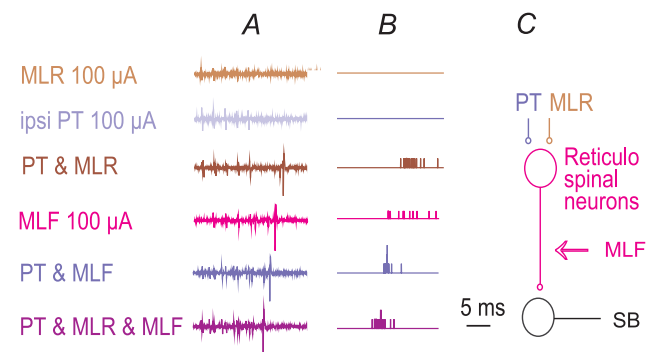 A B C
MLR 100 µA
ipsi PT 100 µA
PT & MLR
MLF 100 µA
PT & MLF
PT & MLR & MLF
5 ms
PT MLR
Reticulo
spinal
neurons
MLF
SB